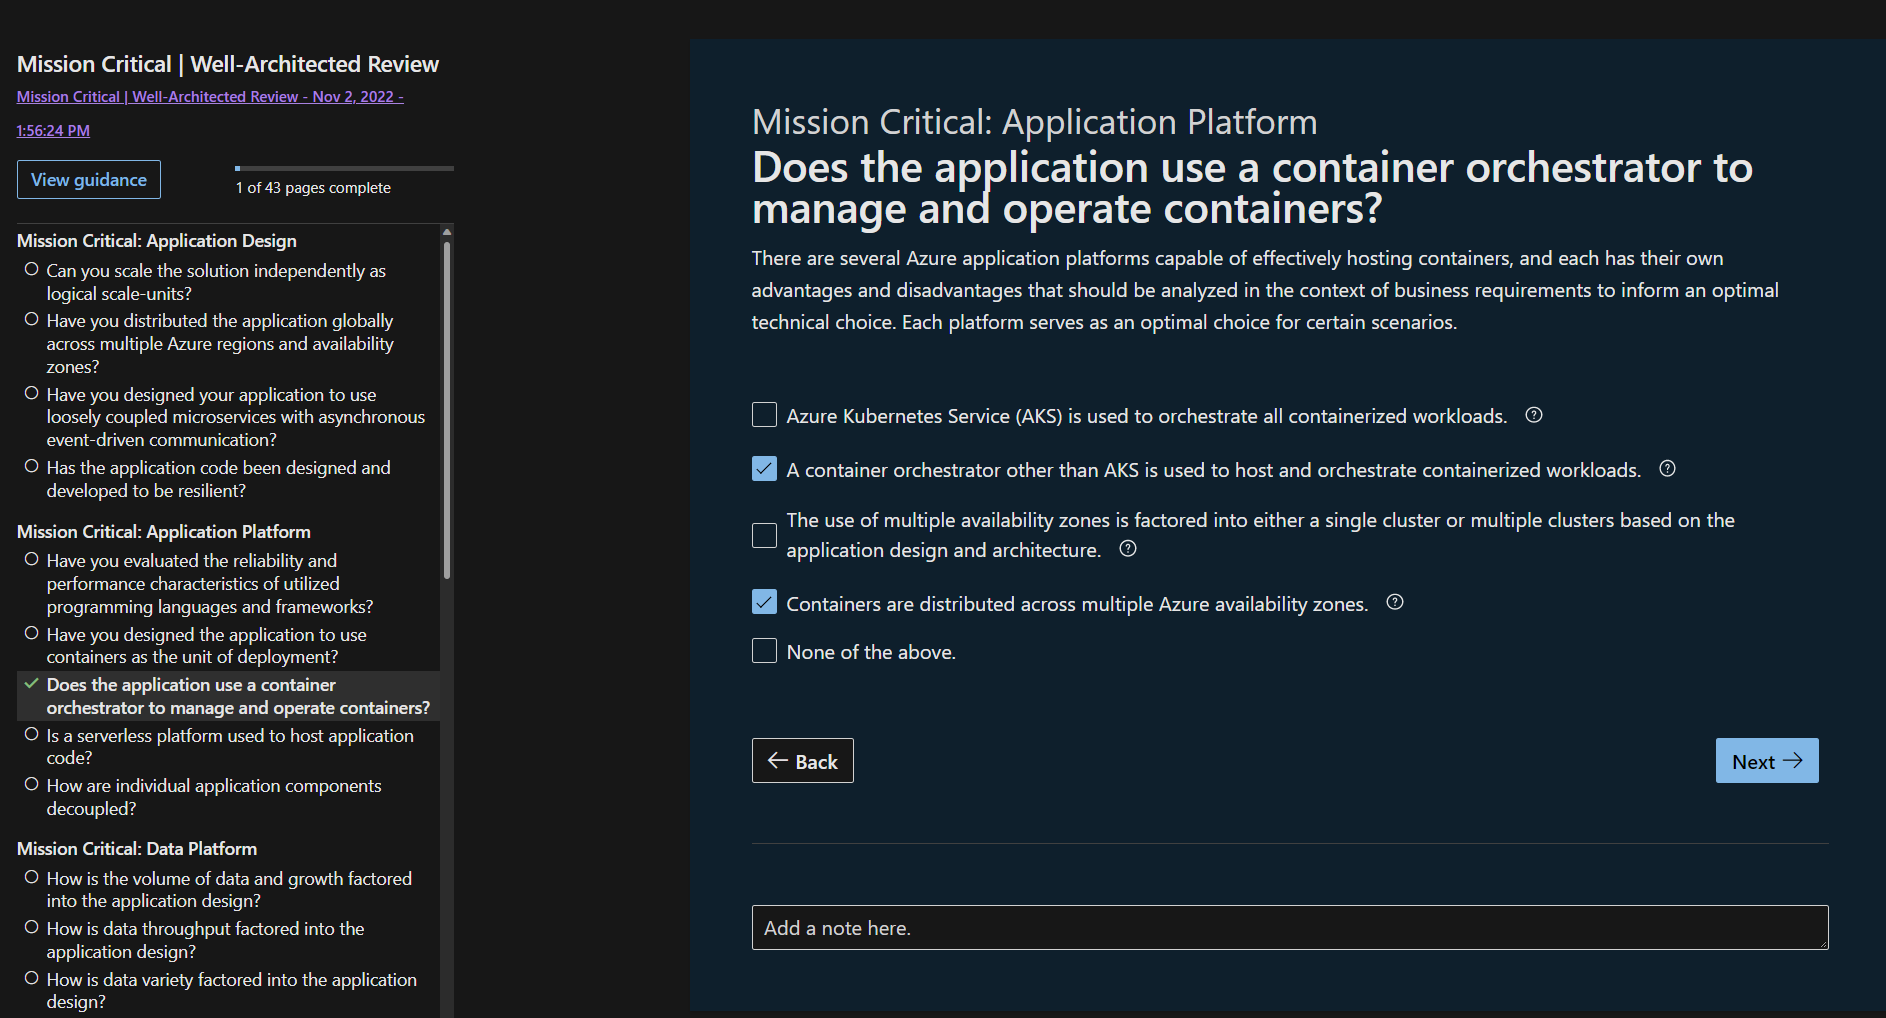 Mission Critical | Well-Architected Review
Mission Critical | Well-Architected Review - Nov 2, 2022 -
1:56:24 PM
View guidance
1 of 43 pages complete
Mission Critical: Application Design
Can you scale the solution independently as
logical scale-units?
Have you distributed the application globally
across multiple Azure regions and availability
zones?
Have you designed your application to use
loosely coupled microservices with asynchronous
event-driven communication?
Has the application code been designed and
developed to be resilient?
Mission Critical: Application Platform
Have you evaluated the reliability and
performance characteristics of utilized
programming languages and frameworks?
Have you designed the application to use
containers as the unit of deployment?
Does the application use a container
orchestrator to manage and operate containers?
Is a serverless platform used to host application
code?
How are individual application components
decoupled?
Mission Critical: Data Platform
How is the volume of data and growth factored
into the application design?
How is data throughput factored into the
application design?
How is data variety factored into the application
design?
Mission Critical: Application Platform
Does the application use a container orchestrator to
manage and operate containers?
There are several Azure application platforms capable of effectively hosting containers, and each has their own
advantages and disadvantages that should be analyzed in the context of business requirements to inform an optimal
technical choice. Each platform serves as an optimal choice for certain scenarios.
Azure Kubernetes Service (AKS) is used to orchestrate all containerized workloads.
A container orchestrator other than AKS is used to host and orchestrate containerized workloads.
The use of multiple availability zones is factored into either a single cluster or multiple clusters based on the
application design and architecture.
Containers are distributed across multiple Azure availability zones.
None of the above.
Back
Next
Add a note here.